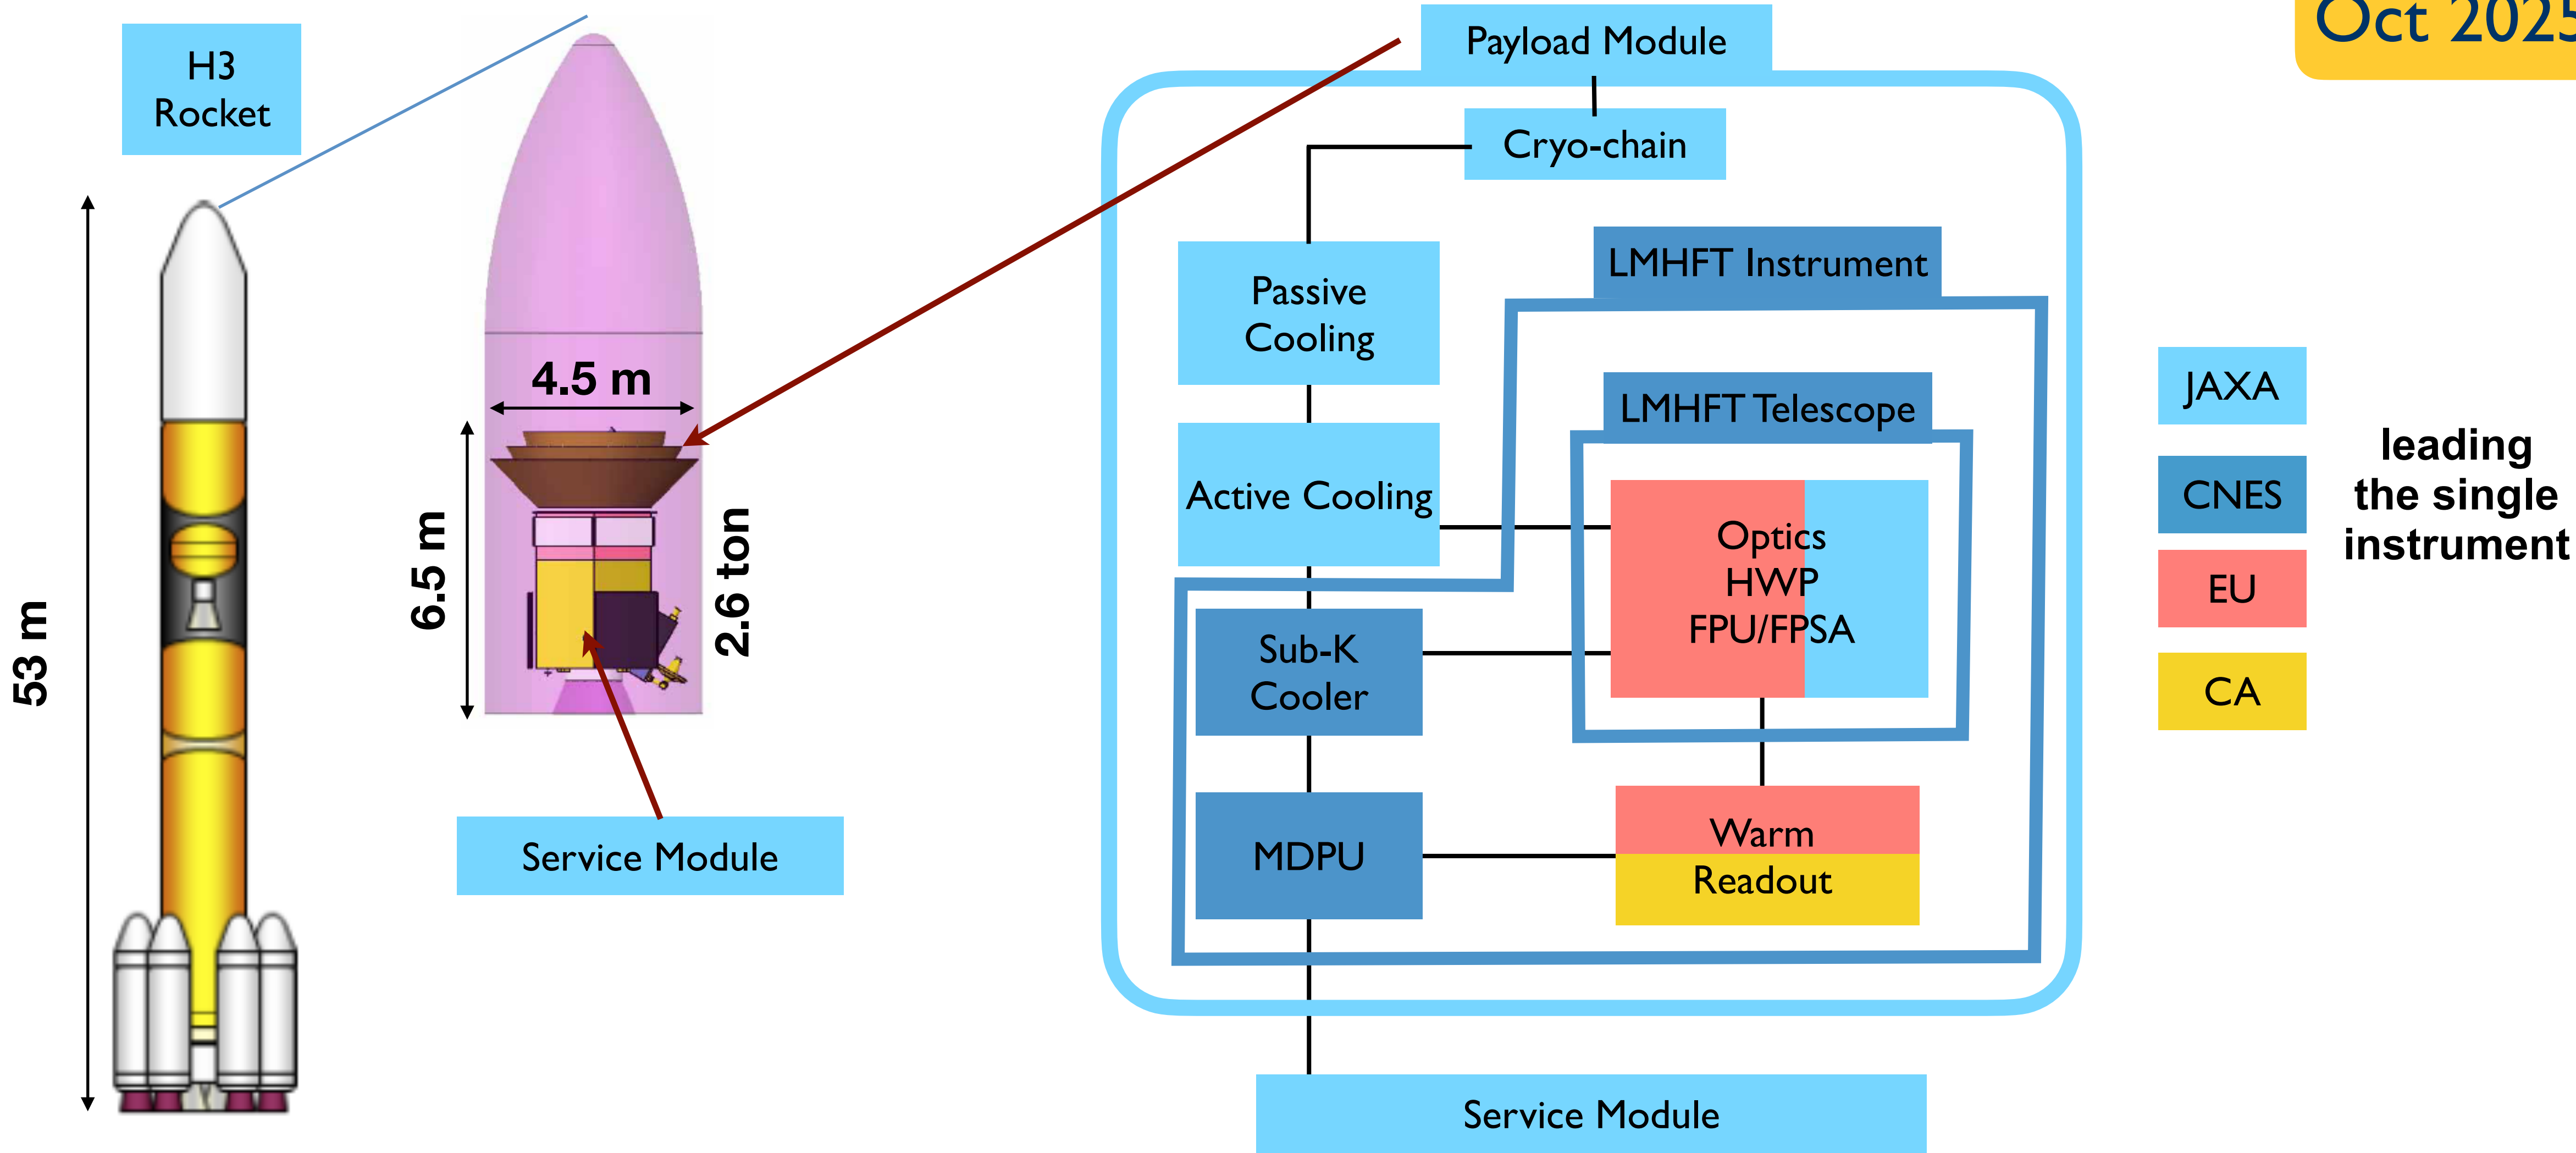 Oct 2025
H3
Rocket
53 m
4.5 m
6.5 m
2.6 ton
Service Module
Payload Module
Cryo-chain
Passive
Cooling
LMHFT Instrument
LMHFT Telescope
Active Cooling
Optics
HWP
FPU/FPSA
Sub-K
Cooler
MDPU
Warm
Readout
Service Module
JAXA
CNES
EU
CA
leading
the single
instrument